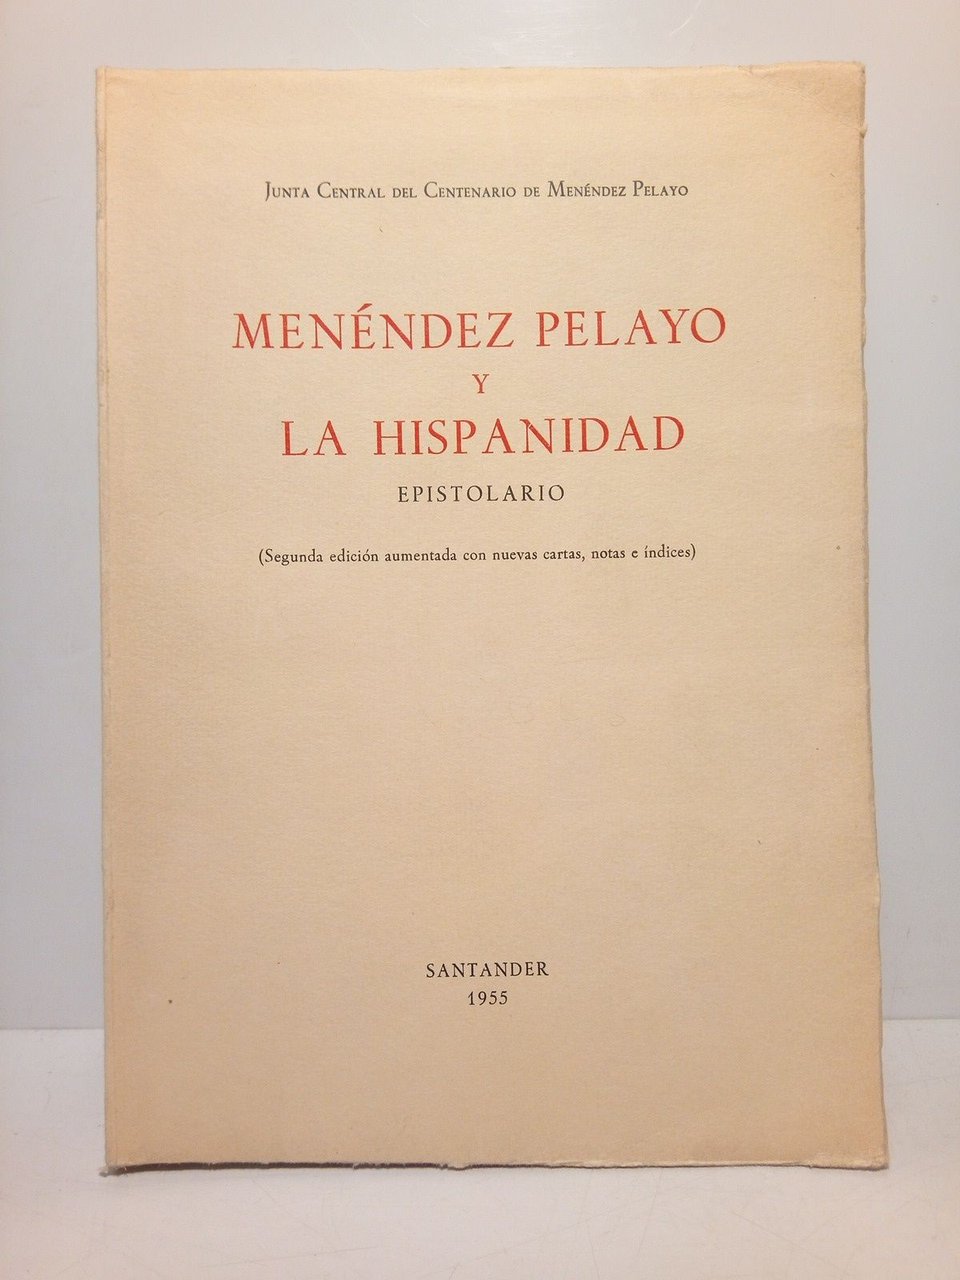 Junta Central del Centenario de Menéndez Pelayo
MENÉNDEZ PELAYO
Y
LA HISPANIDAD
EPISTOLARIO
(Segunda edición aumentada con nuevas cartas, notas e índices)
SANTANDER
1955